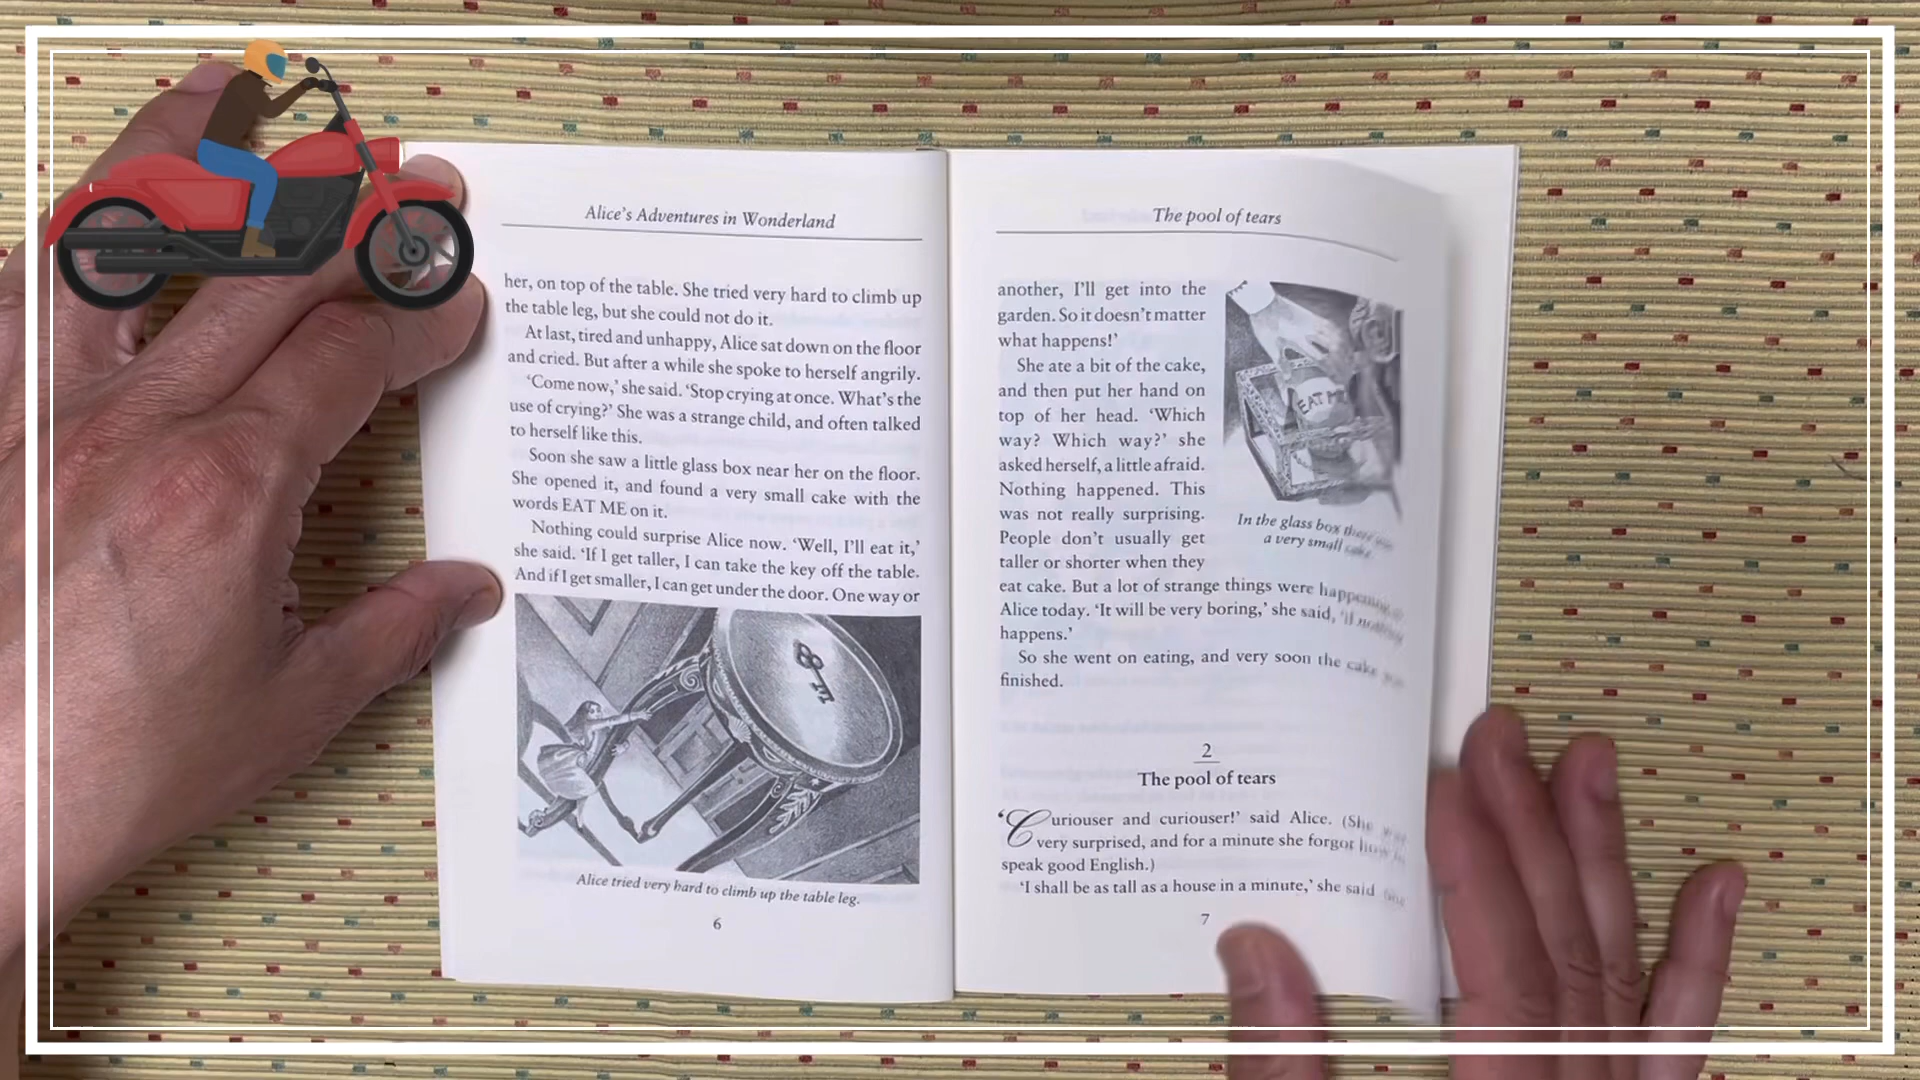 Alice's Adventures in Wonderland
her, on top of the table. She tried very hard to climb up
the table leg, but she could not do it.
At last, tired and unhappy, Alice sat down on the floor
and cried. But after a while she spoke to herself angrily.
'Come now,' she said. 'Stop crying at once. What's the
use of crying?' She was a strange child, and often talked
to herself like this.
Soon she saw a little glass box near her on the floor.
She opened it, and found a very small cake with the
words EAT ME on it.
Nothing could surprise Alice now. 'Well, I'll eat it,'
she said. 'If I get taller, I can take the key off the table.
And if I get smaller, I can get under the door. One way or
Alice tried very hard to climb up the table leg.
6
The pool of tears
another, I'll get into the
garden. So it doesn't matter
what happens!'
She ate a bit of the cake,
and then put her hand on
top of her head. 'Which
way? Which way?' she
asked herself, a little afraid.
Nothing happened. This
was not really surprising.
People don't usually get
taller or shorter when they
eat cake. But a lot of strange things were happening
Alice today. 'It will be very boring,' she said, 'if nothing
happens.'
So she went on eating, and very soon the cake was
finished.
EAT ME
In the glass box there was
a very small cake.
2
The pool of tears
'Curiouser and curiouser!' said Alice. (She was
very surprised, and for a minute she forgot how to
speak good English.)
'I shall be as tall as a house in a minute,' she said
7